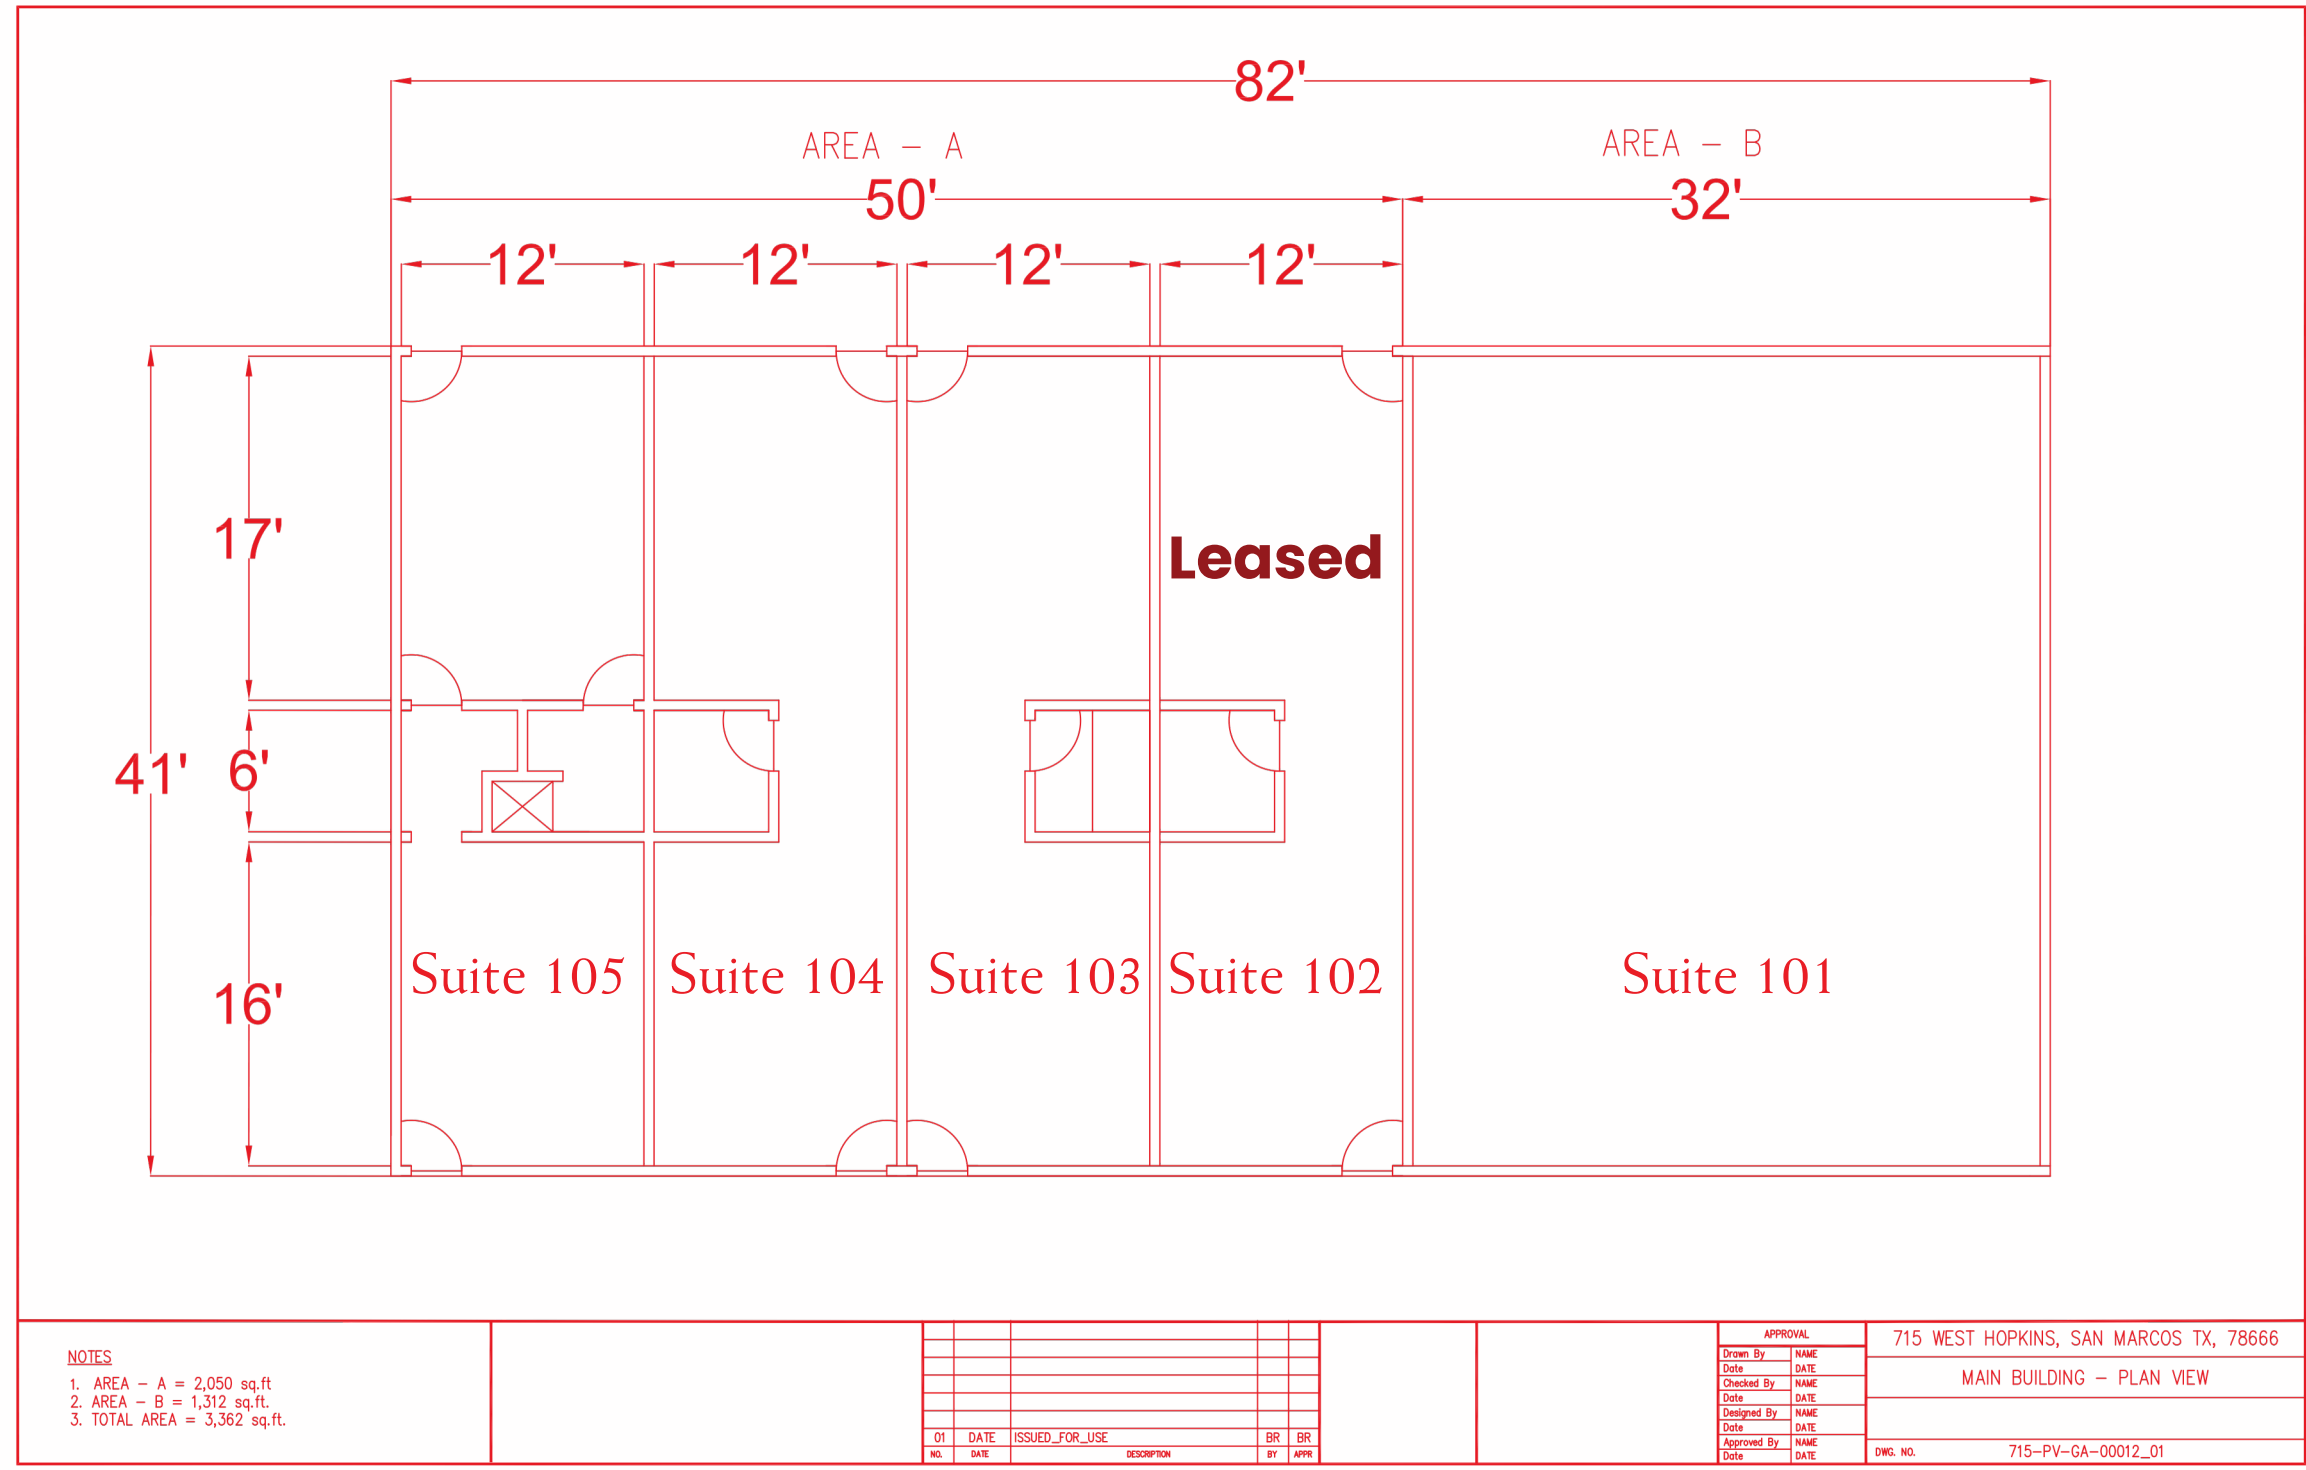 82'
AREA - A
AREA - B
50'
32'
12'
12'
12'
12'
17'
Leased
41'
6'
16'
Suite 105
Suite 104
Suite 103
Suite 102
Suite 101
NOTES
1. AREA - A = 2,050 sq.ft
2. AREA - B = 1,312 sq.ft.
3. TOTAL AREA = 3,362 sq.ft.
01 DATE ISSUED_FOR_USE BR BR
NO. DATE DESCRIPTION BY APPR
APPROVAL
Drawn By NAME
Date DATE
Checked By NAME
Date DATE
Designed By NAME
Date DATE
Approved By NAME
Date DATE
715 WEST HOPKINS, SAN MARCOS TX, 78666
MAIN BUILDING - PLAN VIEW
DWG. NO. 715-PV-GA-00012_01